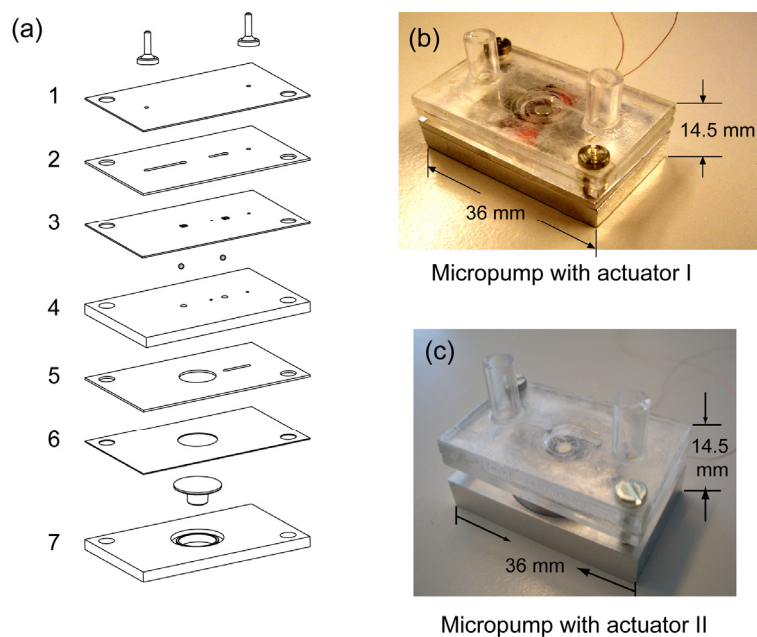 (a)
1
2
3
4
5
6
7
(b)
14.5 mm
36 mm
Micropump with actuator I
(c)
14.5
mm
36 mm
Micropump with actuator II